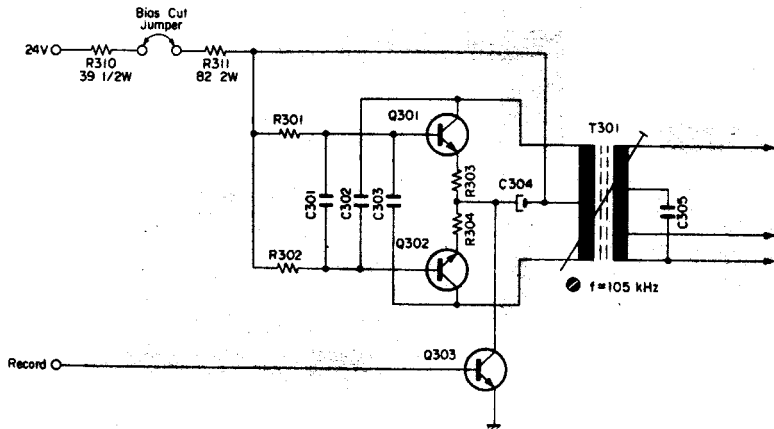 Bias Cut
Jumper
24V
R310
39 1/2W
R311
82 2W
R301
Q301
T301
C301
C302
C303
R303
C304
R304
C305
R302
Q302
f=105 kHz
Q303
Record